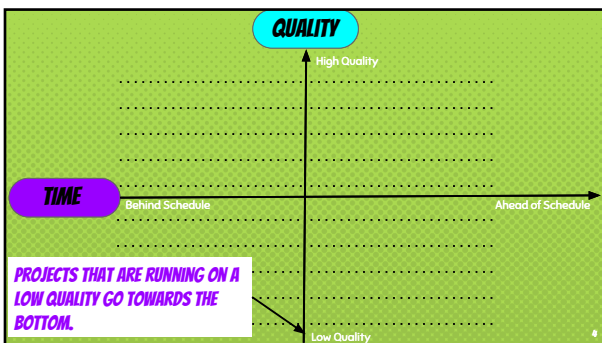 QUALITY
High Quality
TIME
Behind Schedule
Ahead of Schedule
PROJECTS THAT ARE RUNNING ON A
LOW QUALITY GO TOWARDS THE
BOTTOM.
Low Quality
4